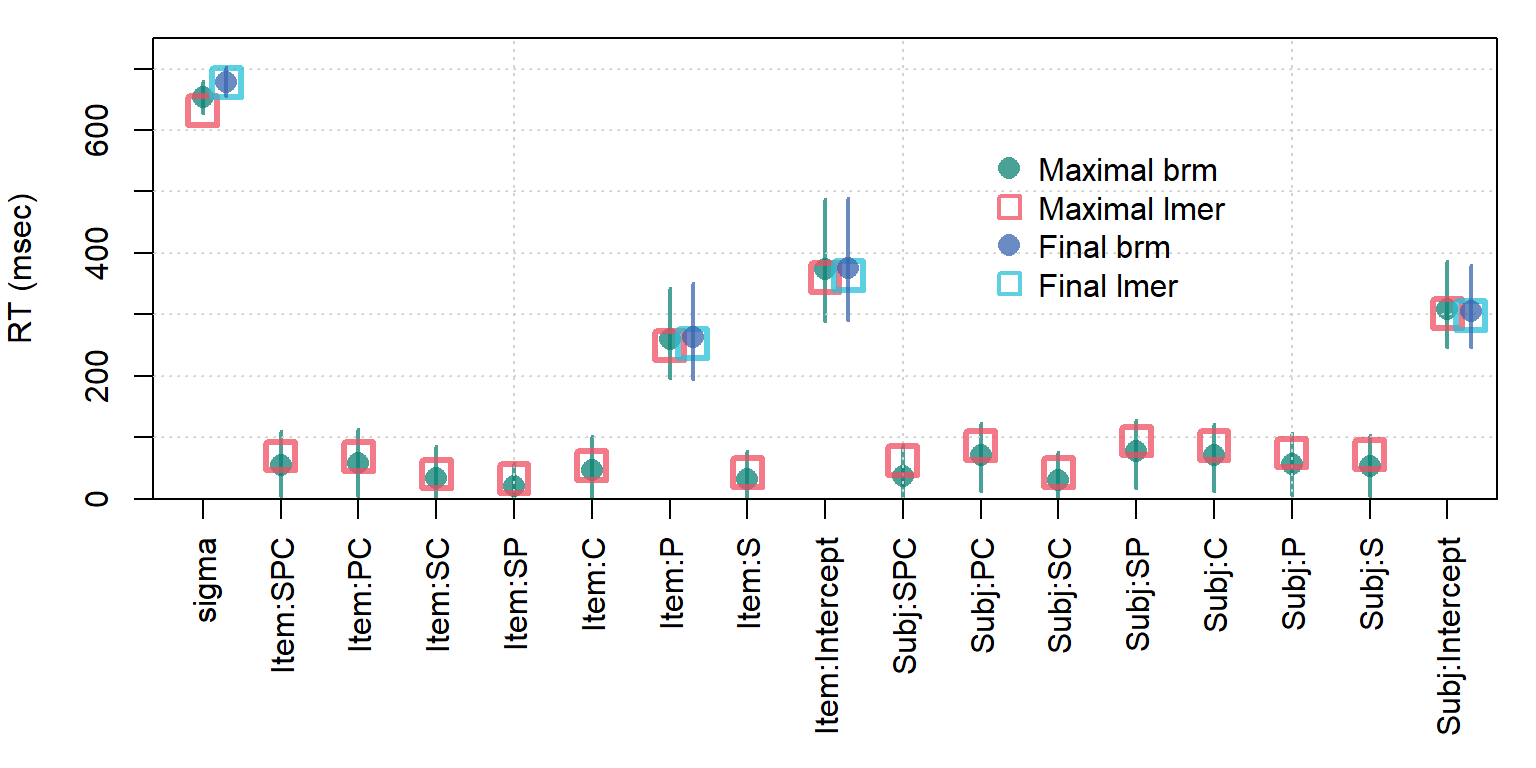 RT (msec)
600
400
200
0
Maximal brm
Maximal lmer
Final brm
Final lmer
sigma
Item:SPC
Item:PC
Item:SC
Item:SP
Item:C
Item:P
Item:S
Item:Intercept
Subj:SPC
Subj:PC
Subj:SC
Subj:SP
Subj:C
Subj:P
Subj:S
Subj:Intercept